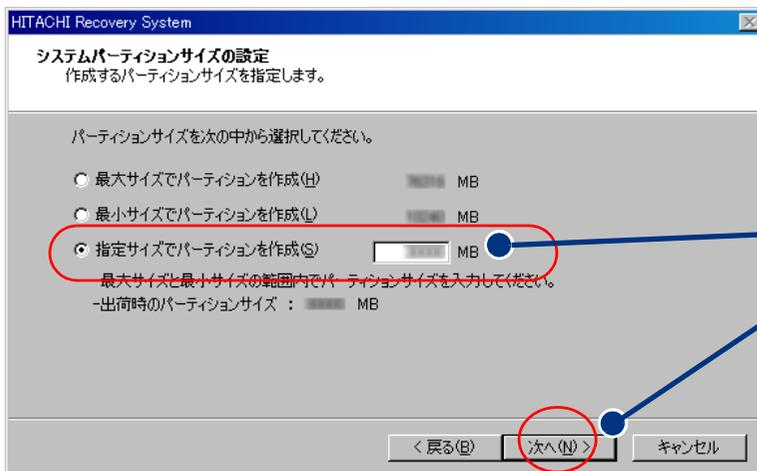 HITACHI Recovery System
システムパーティションサイズの設定
作成するパーティションサイズを指定します。
パーティションサイズを次の中から選択してください。
最大サイズでパーティションを作成(H) MB
最小サイズでパーティションを作成(L) MB
指定サイズでパーティションを作成(S) MB
最大サイズと最小サイズの範囲内でパーティションサイズを入力してください。
-出荷時のパーティションサイズ : MB
< 戻る(B) 次へ(N) > キャンセル